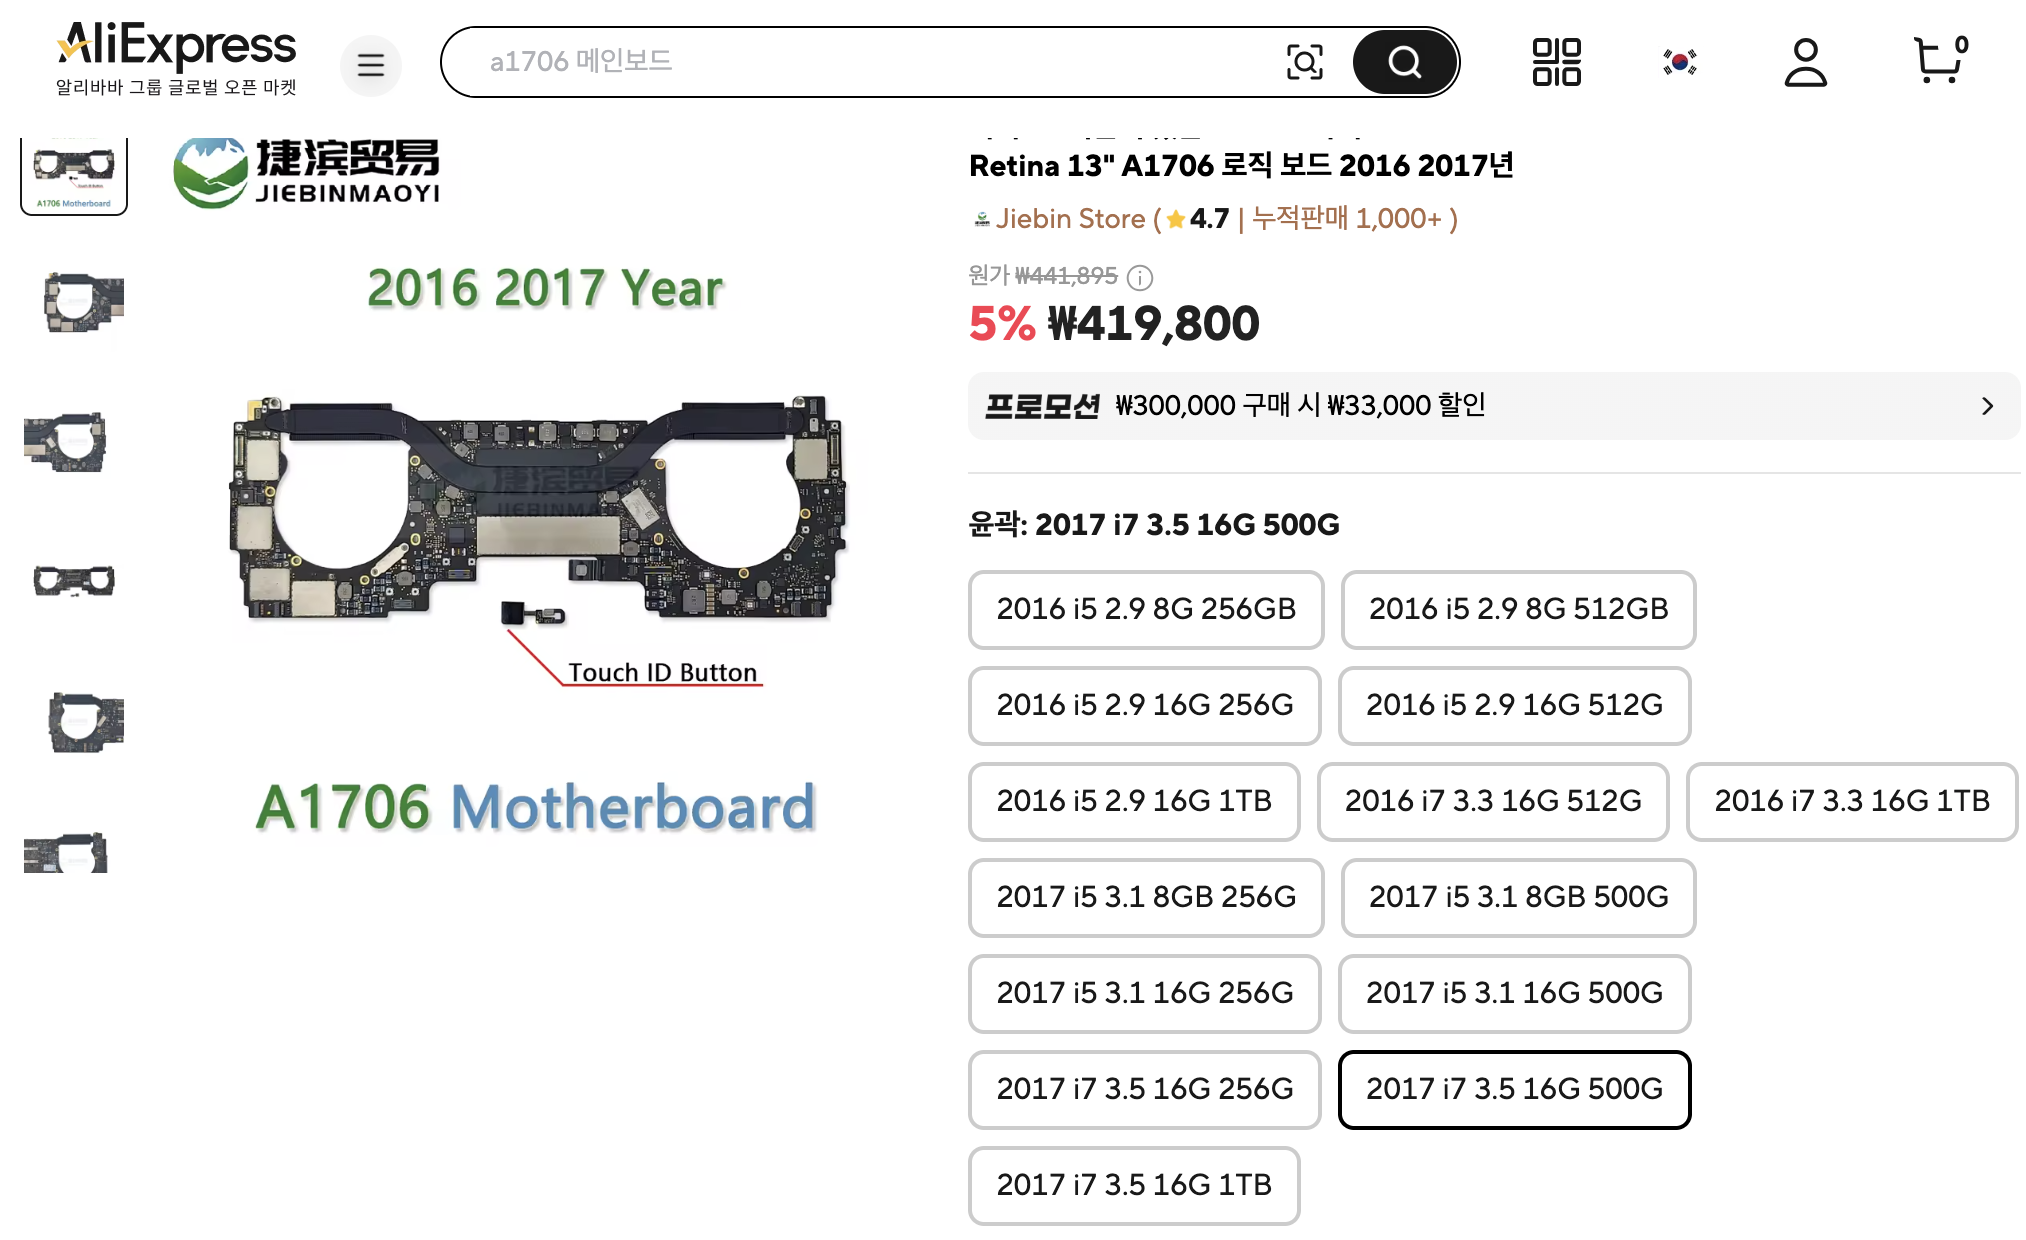 AliExpress
알리바바 그룹 글로벌 오픈 마켓
a1706 메인보드
0
A1706 Motherboard
捷滨贸易
JIEBINMAOYI
2016 2017 Year
捷滨贸易
JIEBINMAOYI
Touch ID Button
A1706 Motherboard
Retina 13" A1706 로직 보드 2016 2017년
Jiebin Store ( 4.7 | 누적판매 1,000+ )
원가 ₩441,895
5% ₩419,800
프로모션 ₩300,000 구매 시 ₩33,000 할인
윤곽: 2017 i7 3.5 16G 500G
2016 i5 2.9 8G 256GB
2016 i5 2.9 8G 512GB
2016 i5 2.9 16G 256G
2016 i5 2.9 16G 512G
2016 i5 2.9 16G 1TB
2016 i7 3.3 16G 512G
2016 i7 3.3 16G 1TB
2017 i5 3.1 8GB 256G
2017 i5 3.1 8GB 500G
2017 i5 3.1 16G 256G
2017 i5 3.1 16G 500G
2017 i7 3.5 16G 256G
2017 i7 3.5 16G 500G
2017 i7 3.5 16G 1TB